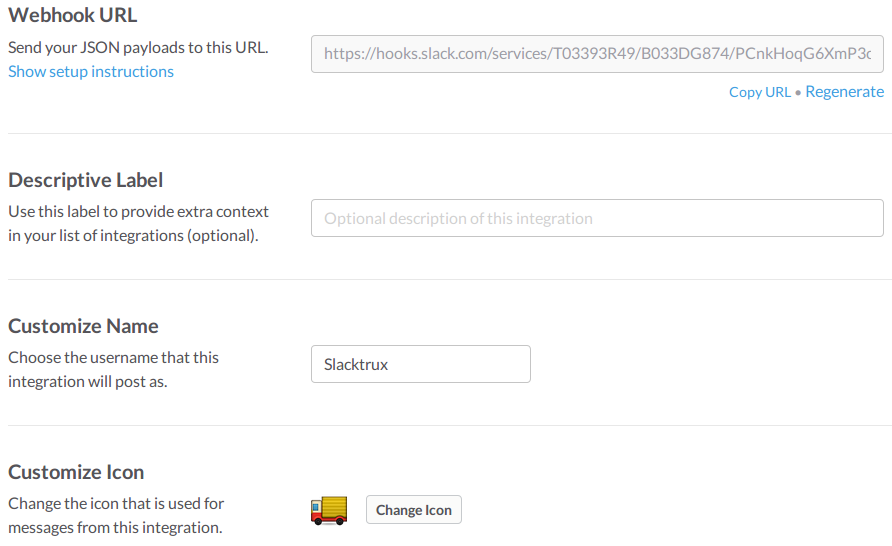 Webhook URL
Send your JSON payloads to this URL.
Show setup instructions
https://hooks.slack.com/services/T03393R49/B033DG874/PCnkHoqG6XmP3c
Copy URL • Regenerate
Descriptive Label
Use this label to provide extra context
in your list of integrations (optional).
Optional description of this integration
Customize Name
Choose the username that this
integration will post as.
Slacktrux
Customize Icon
Change the icon that is used for
messages from this integration.
Change Icon